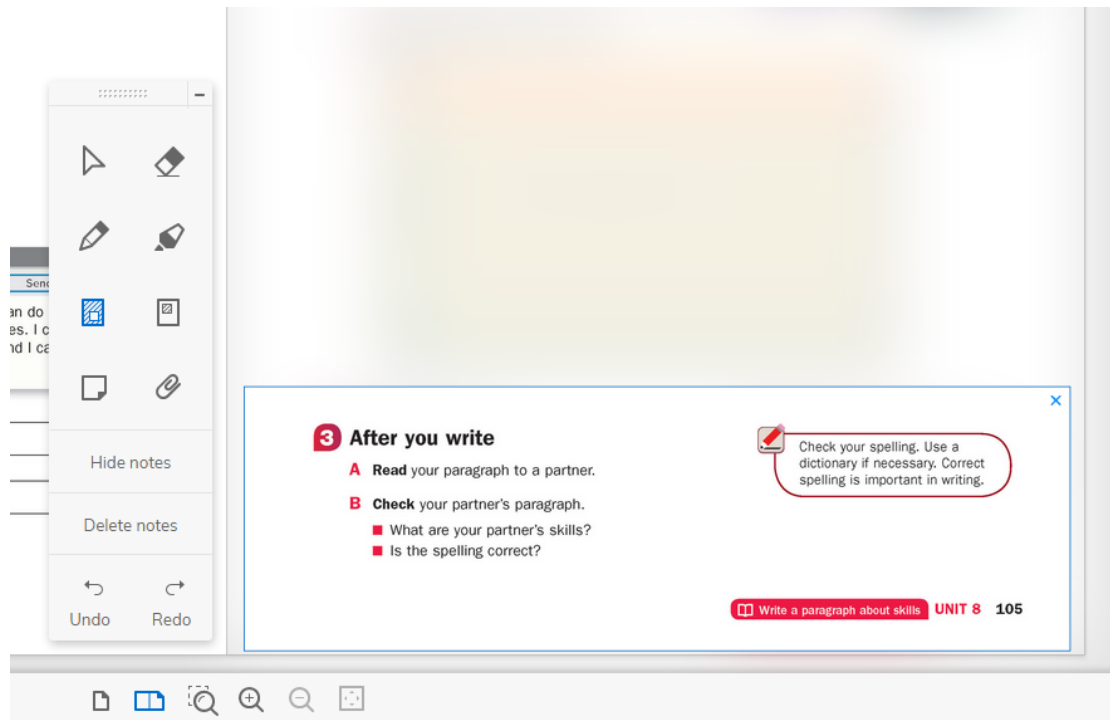 Send
an do
es. I c
nd I ca
Hide notes
Delete notes
Undo Redo
3 After you write
A Read your paragraph to a partner.
B Check your partner's paragraph.
What are your partner's skills?
Is the spelling correct?
Check your spelling. Use a
dictionary if necessary. Correct
spelling is important in writing.
Write a paragraph about skills UNIT 8 105